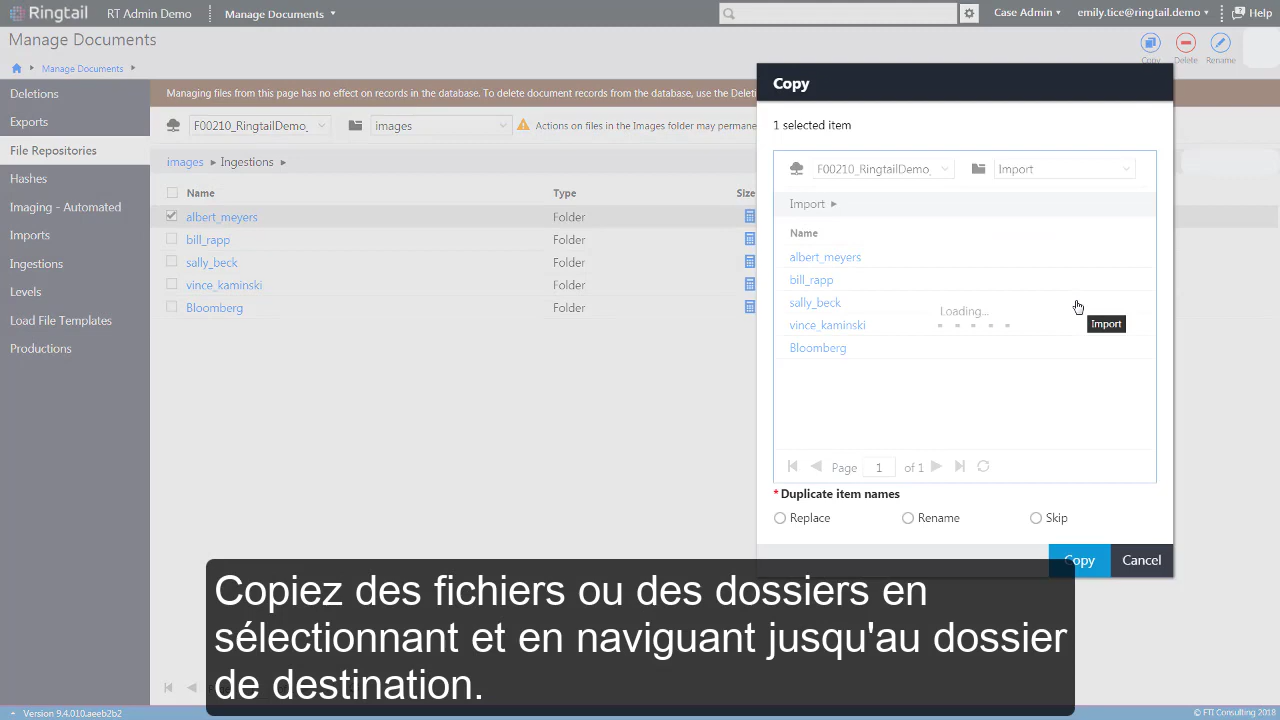 Ringtail RT Admin Demo Manage Documents Case Admin emily.tice@ringtail.demo Help
Manage Documents
Copy Delete Rename
Manage Documents
Deletions
Exports
File Repositories
Hashes
Imaging - Automated
Imports
Ingestions
Levels
Load File Templates
Productions
Managing files from this page has no effect on records in the database. To delete document records from the database, use the Deleti
F00210_RingtailDemo_ images Actions on files in the Images folder may permane
images Ingestions
Name Type Size
albert_meyers Folder
bill_rapp Folder
sally_beck Folder
vince_kaminski Folder
Bloomberg Folder
Copy
1 selected item
F00210_RingtailDemo_ Import
Import
Name
albert_meyers
bill_rapp
sally_beck
vince_kaminski
Bloomberg
Loading...
Import
Page 1 of 1
* Duplicate item names
Replace Rename Skip
Copy Cancel
Copiez des fichiers ou des dossiers en
sélectionnant et en naviguant jusqu'au dossier
de destination.
Version 9.4.010.aeeb2b2 © FTI Consulting 2018